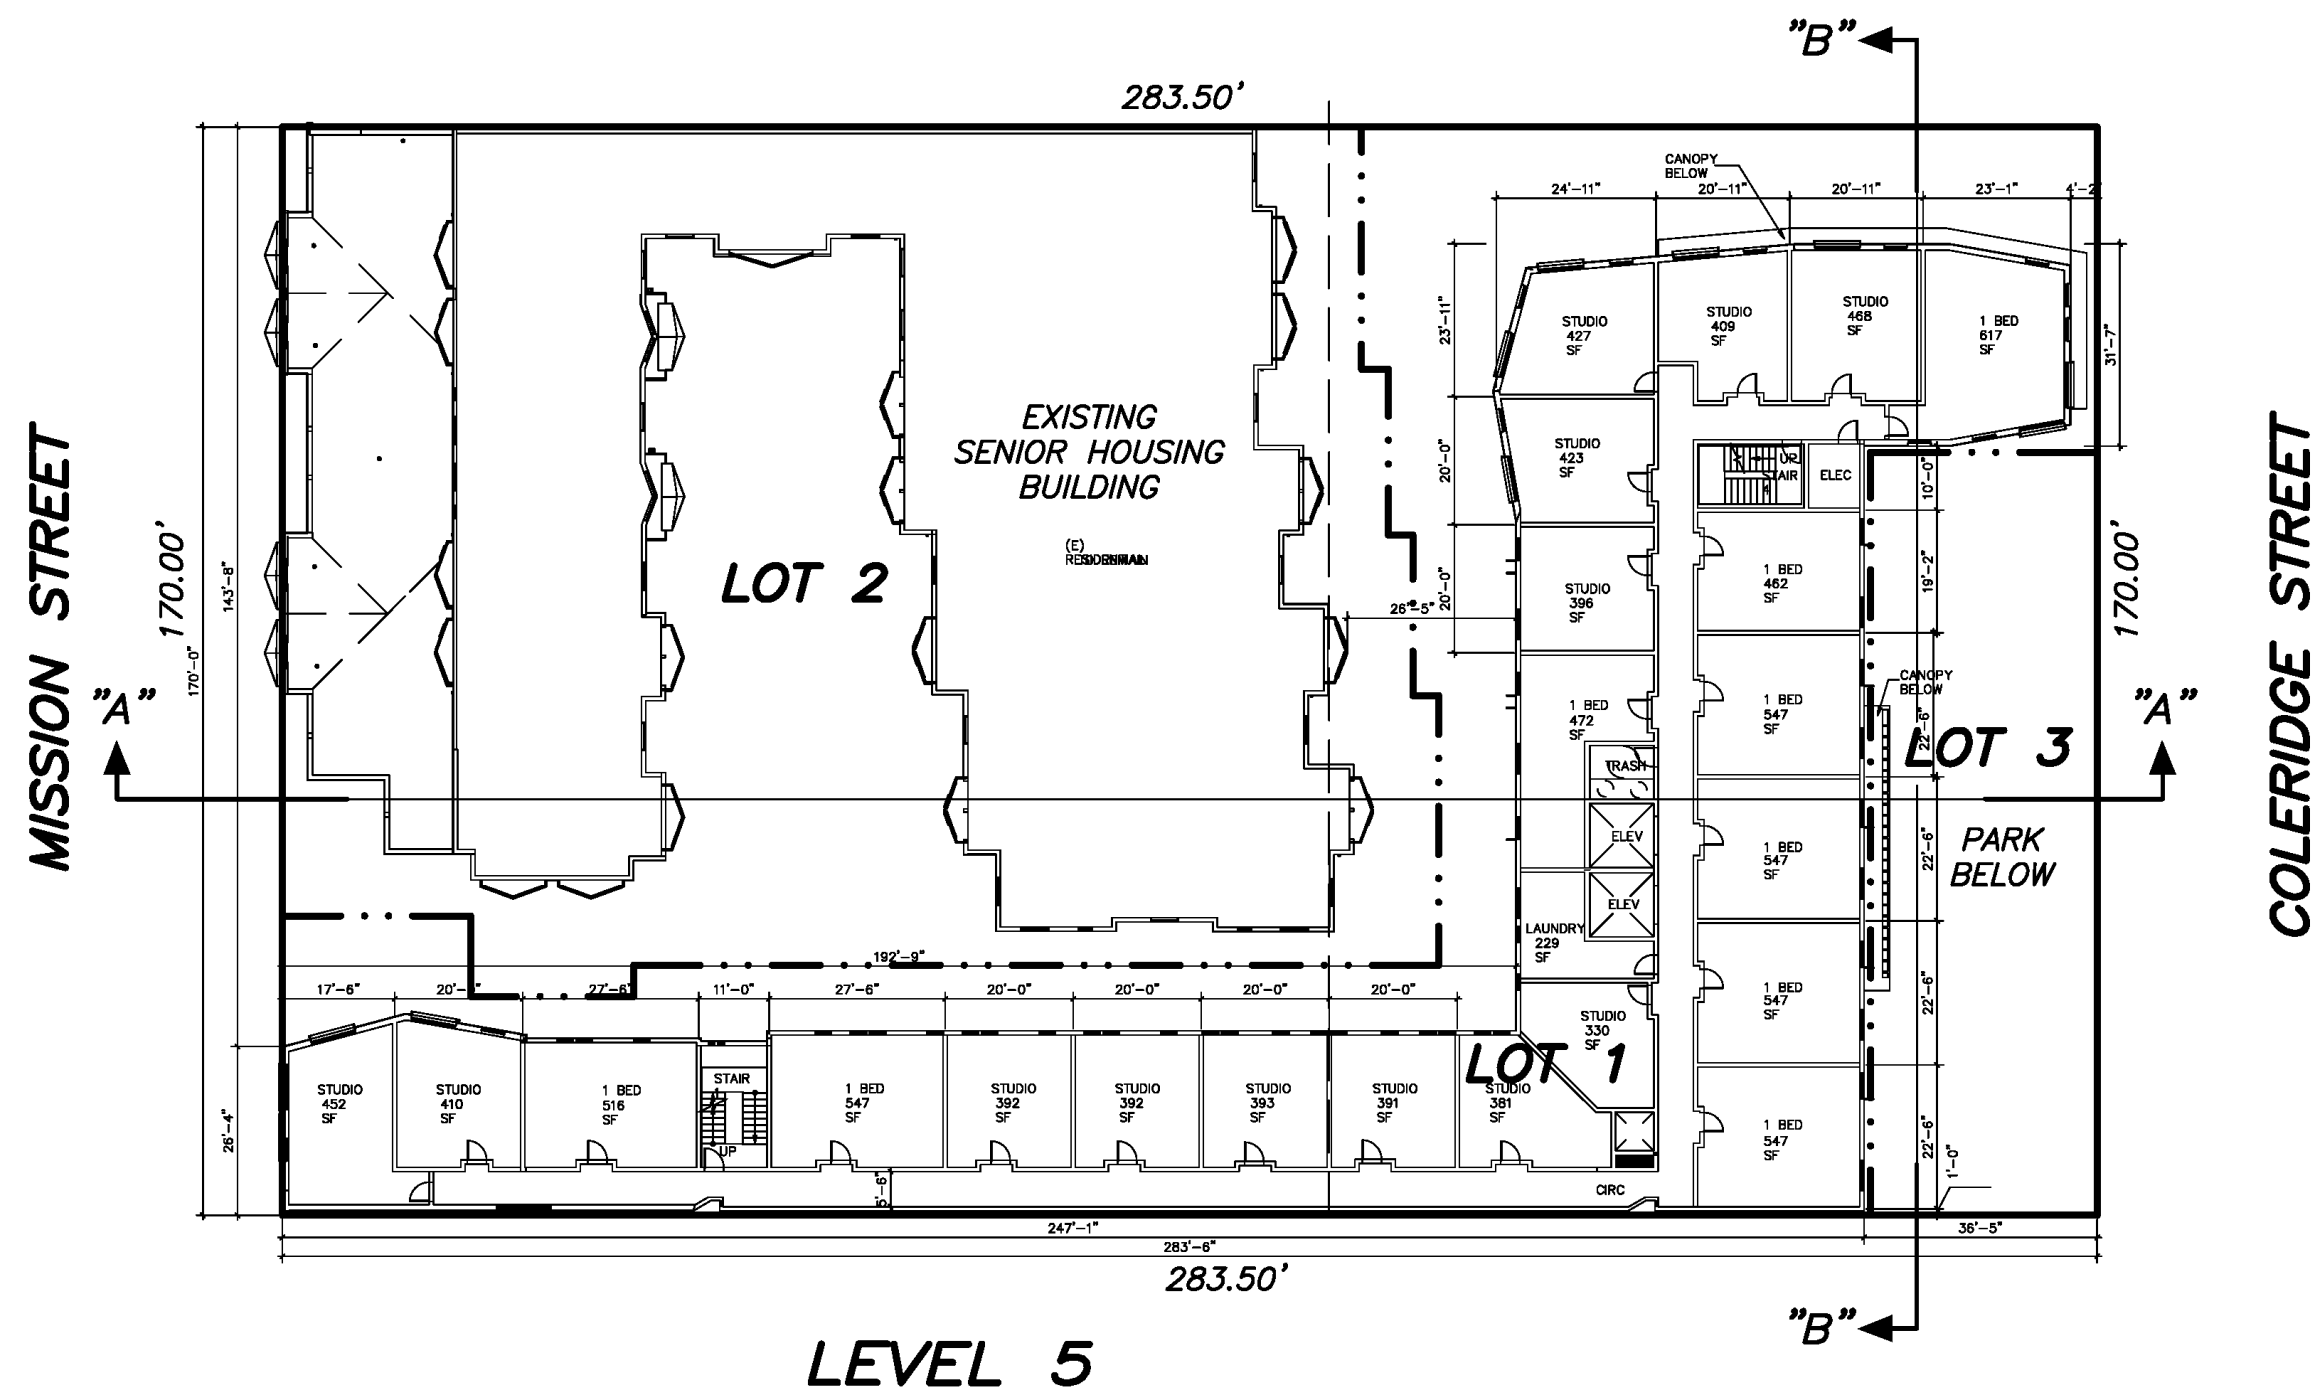 "B"
283.50'
CANOPY
BELOW
24'-11"
20'-11"
20'-11"
23'-1"
4'-2"
STUDIO
427
SF
STUDIO
409
SF
STUDIO
468
SF
1 BED
617
SF
23'-11"
31'-7"
EXISTING
SENIOR HOUSING
BUILDING
(E)
LOT 2
MISSION STREET
170.00'
143'-8"
170'-0"
"A"
STUDIO
423
SF
20'-0"
UP
STAIR
4
ELEC
10'-0"
STUDIO
396
SF
20'-0"
26'-5"
1 BED
462
SF
19'-2"
170.00'
COLERIDGE STREET
1 BED
472
SF
1 BED
547
SF
CANOPY
BELOW
22'-6"
LOT 3
"A"
TRASH
ELEV
1 BED
547
SF
22'-6"
PARK
BELOW
ELEV
LAUNDRY
229
SF
192'-9"
1 BED
547
SF
22'-6"
17'-6"
27'-6"
11'-0"
27'-6"
20'-0"
20'-0"
20'-0"
20'-0"
STUDIO
330
SF
LOT 1
STUDIO
452
SF
STUDIO
410
SF
1 BED
516
SF
STAIR
UP
1 BED
547
SF
STUDIO
392
SF
STUDIO
392
SF
STUDIO
393
SF
STUDIO
391
SF
STUDIO
381
SF
1 BED
547
SF
26'-4"
22'-6"
1'-0"
CIRC
247'-1"
36'-5"
283'-6"
283.50'
"B"
LEVEL 5